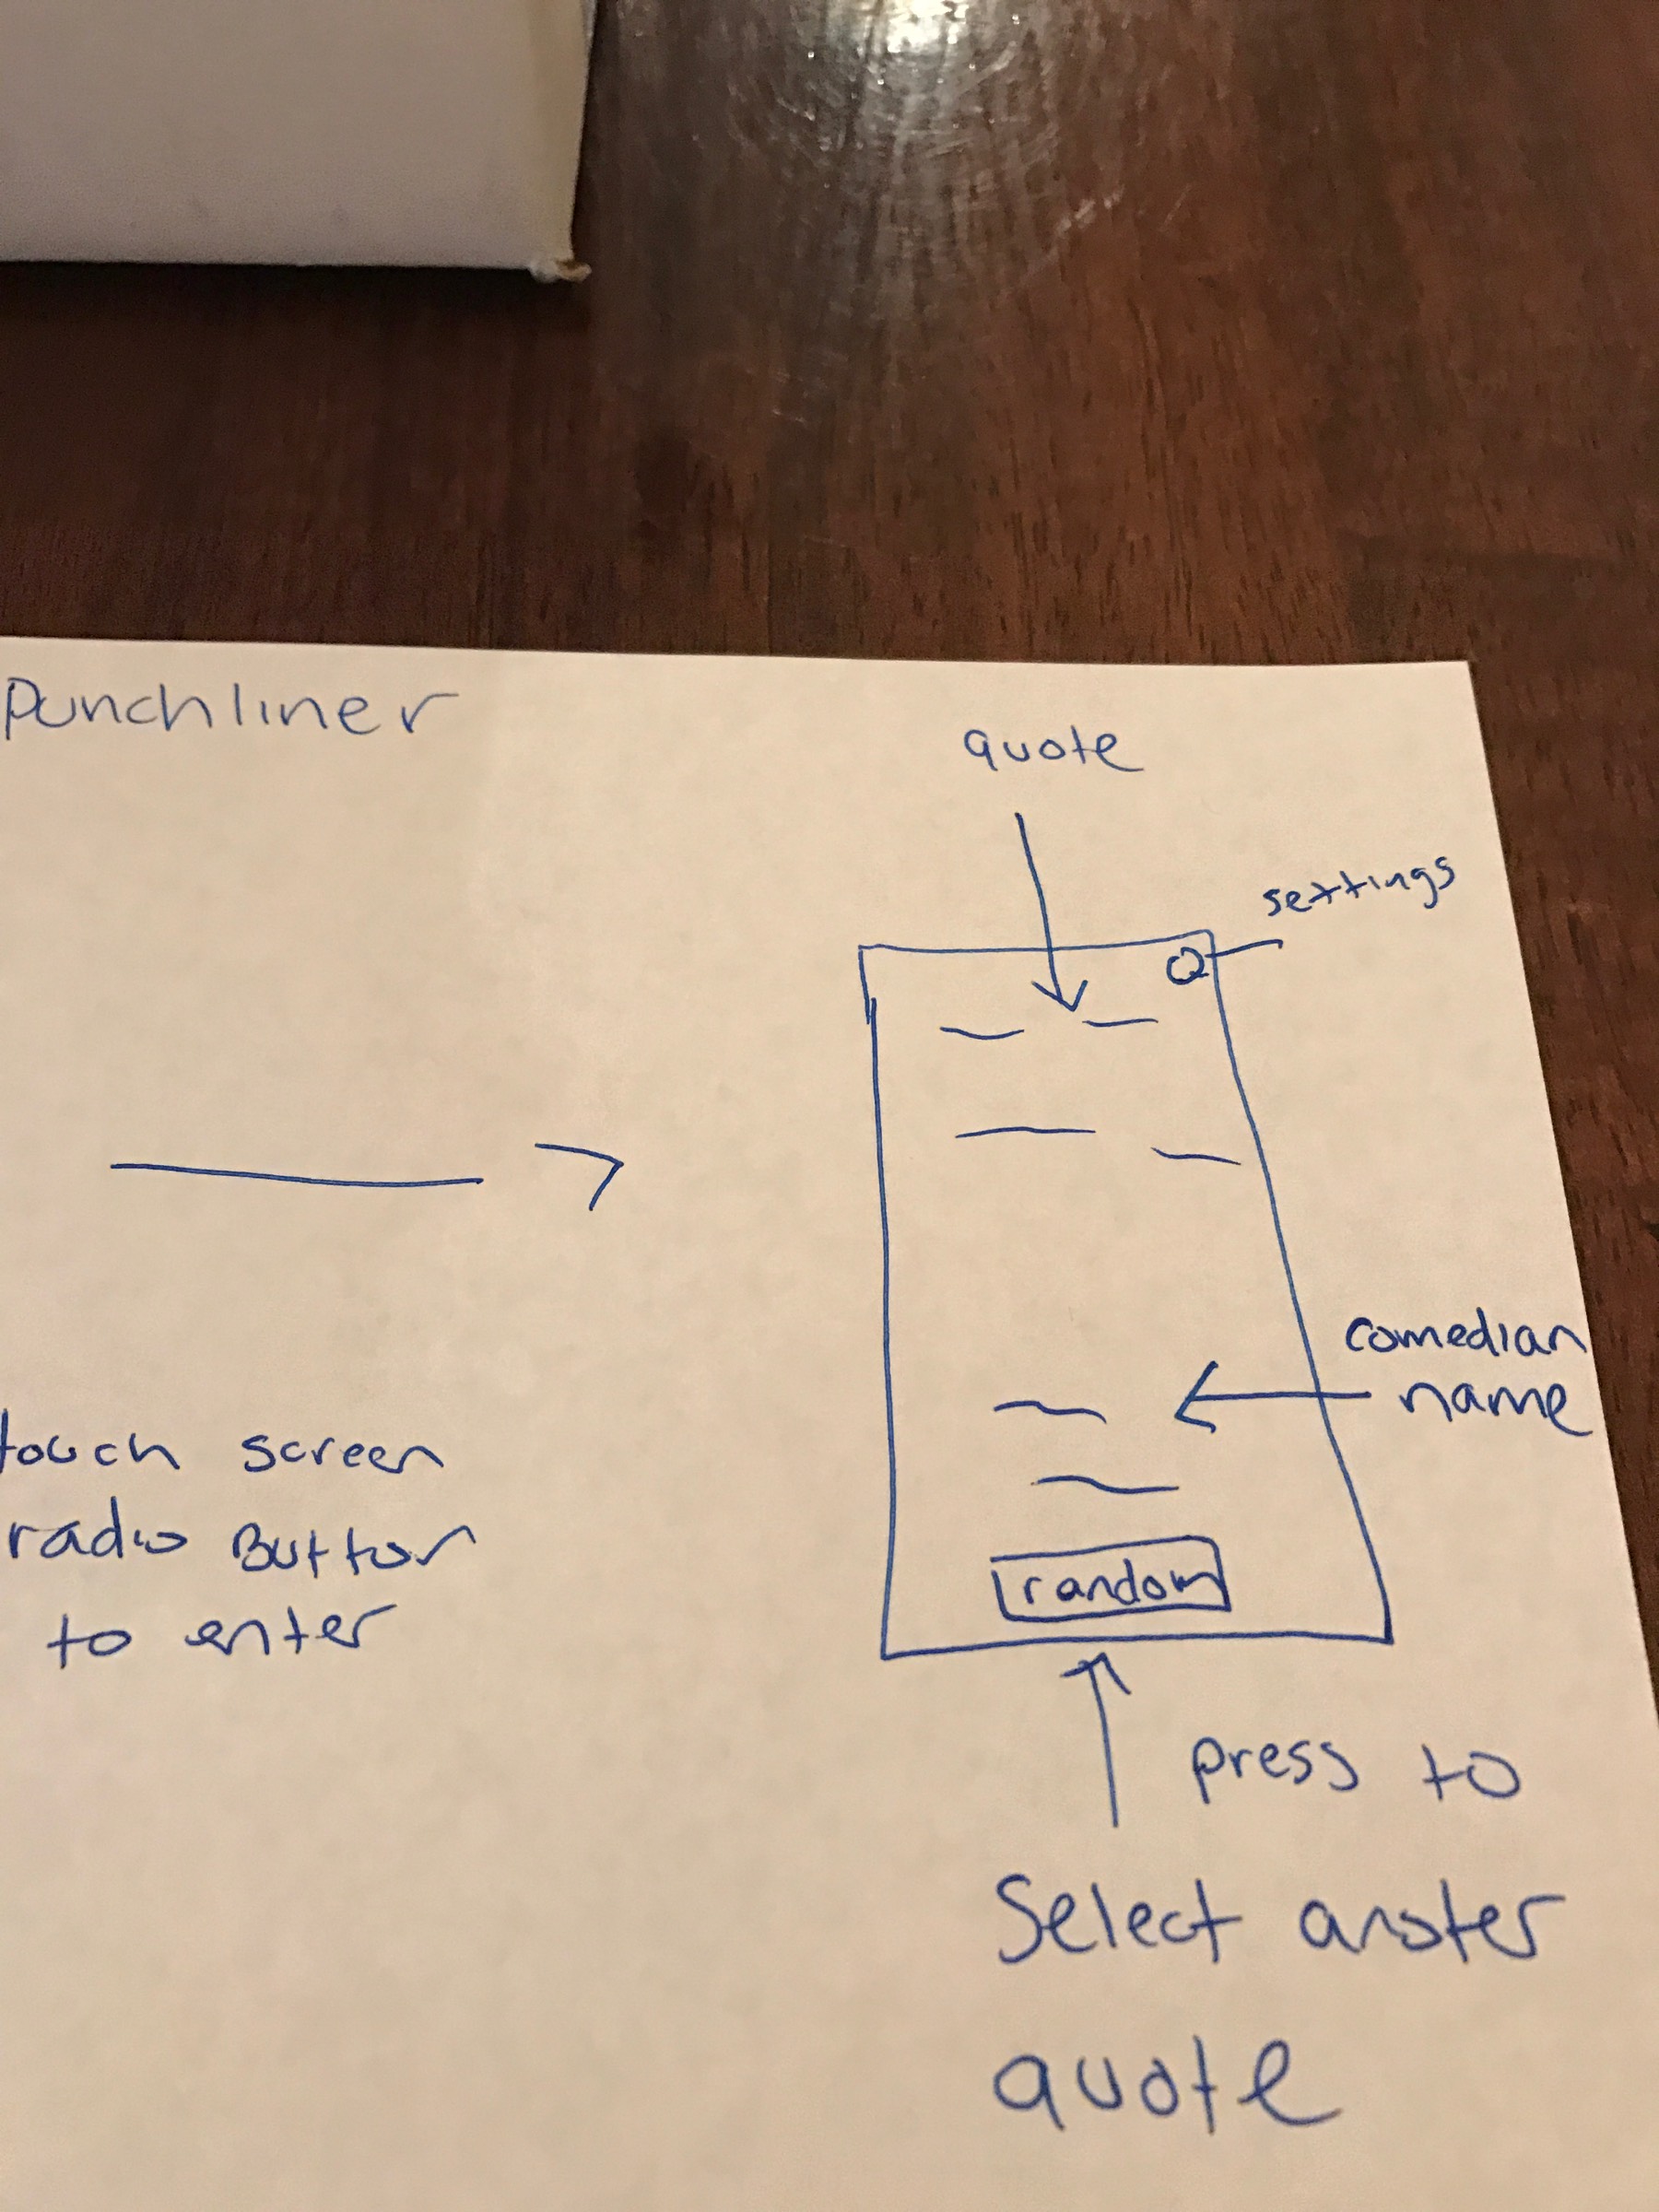 Punchliner
quote
settings
comedian
name
touch screen
radio Button
to enter
random
press to
Select anoter
quote